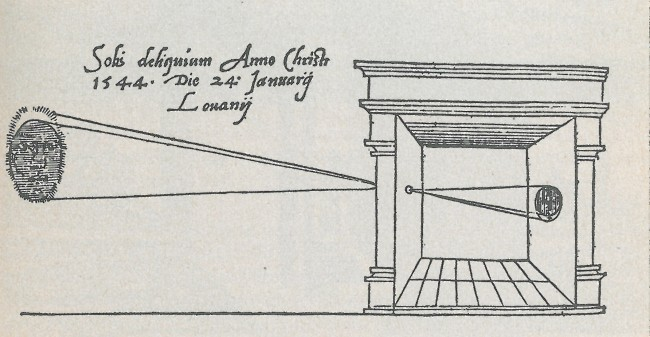 Solis deliquium Anno Christi
1544. Die 24: Januarij
Louanij